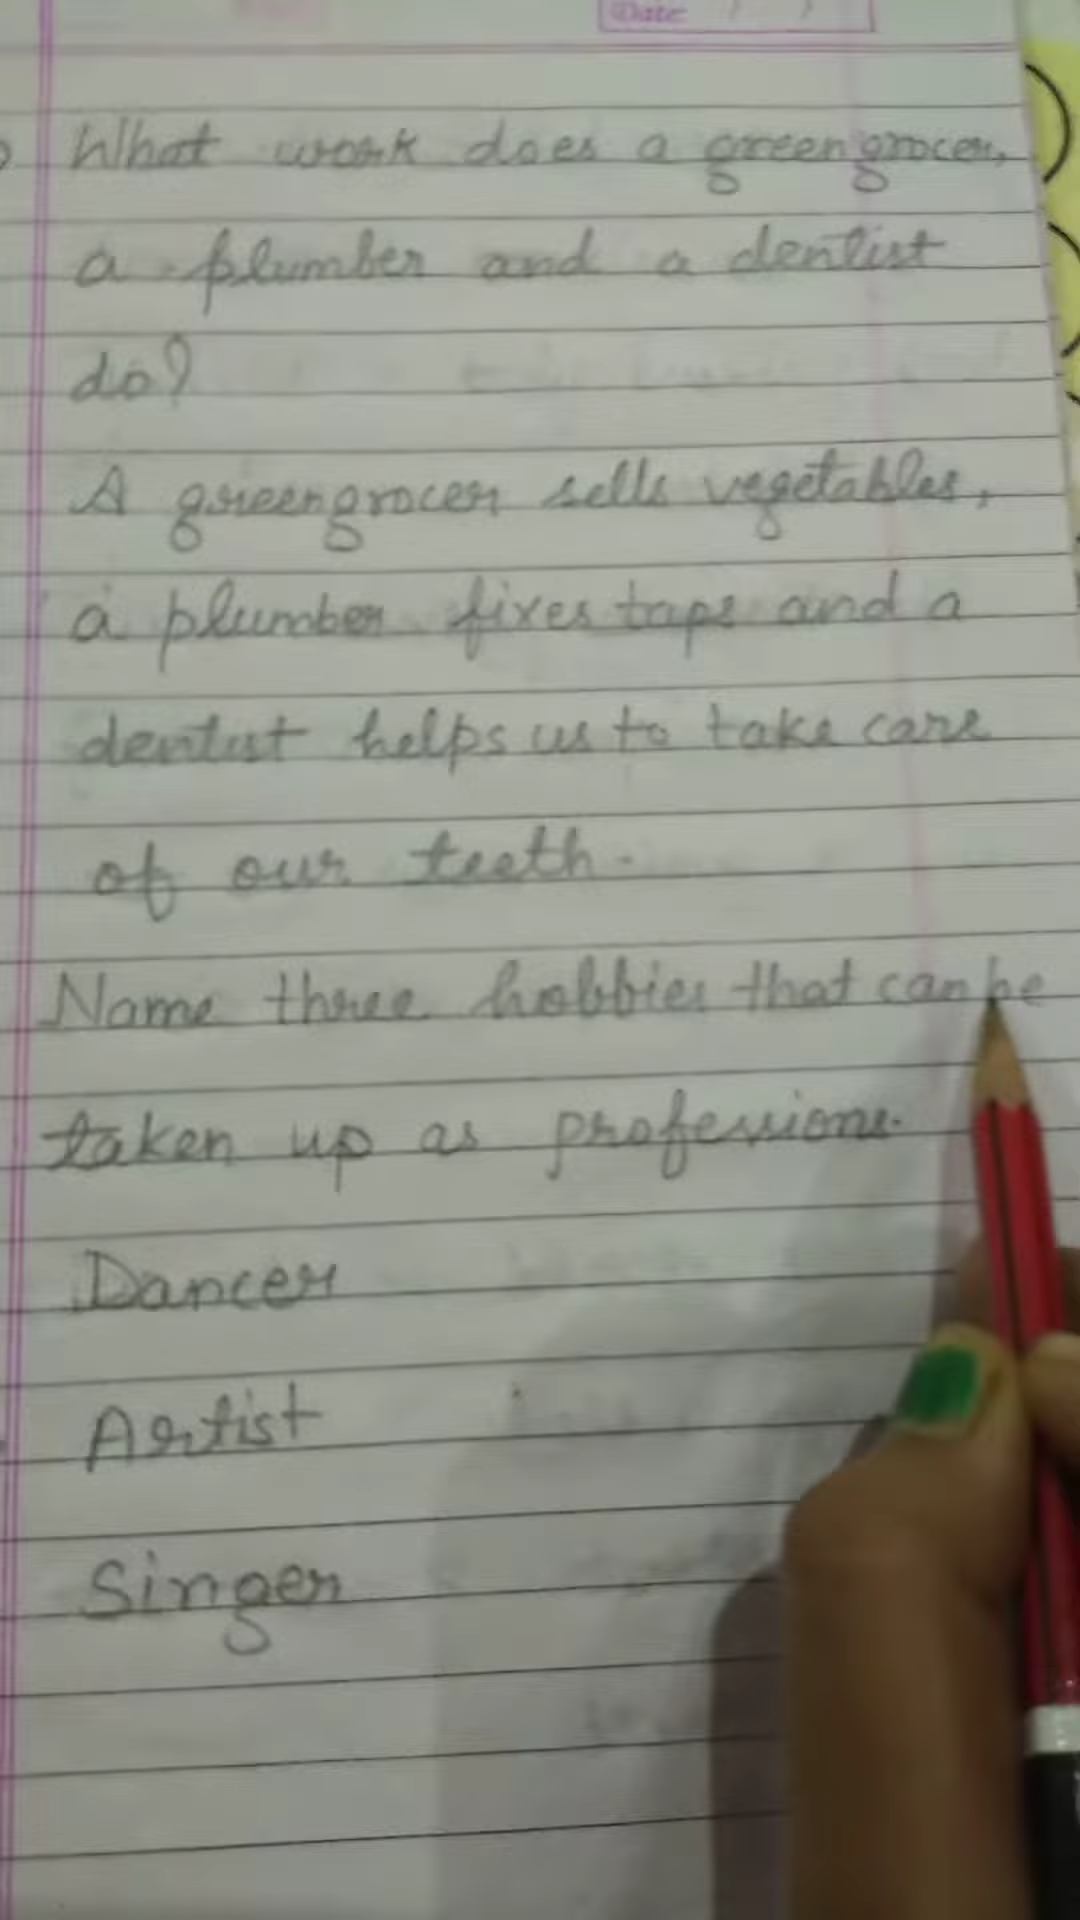 Date / /
What work does a greengrocer,
a plumber and a dentist
do?
A greengrocer sells vegetables,
a plumber fixes taps and a
dentist helps us to take care
of our teeth.
Name three hobbies that can be
taken up as professions.
Dancer
Artist
Singer